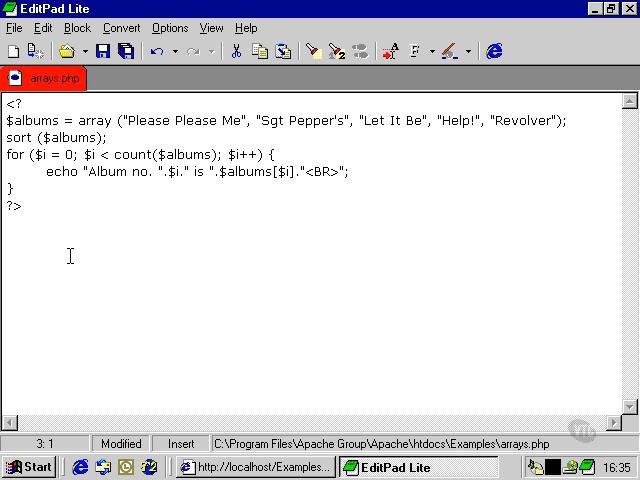 EditPad Lite
File Edit Block Convert Options View Help
arrays.php
<?
$albums = array ("Please Please Me", "Sgt Pepper's", "Let It Be", "Help!", "Revolver");
sort ($albums);
for ($i = 0; $i < count($albums); $i++) {
echo "Album no. ".$i." is ".$albums[$i]."<BR>";
}
?>
3: 1 Modified Insert C:\Program Files\Apache Group\Apache\htdocs\Examples\arrays.php
Start http://localhost/Examples... EditPad Lite 16:35